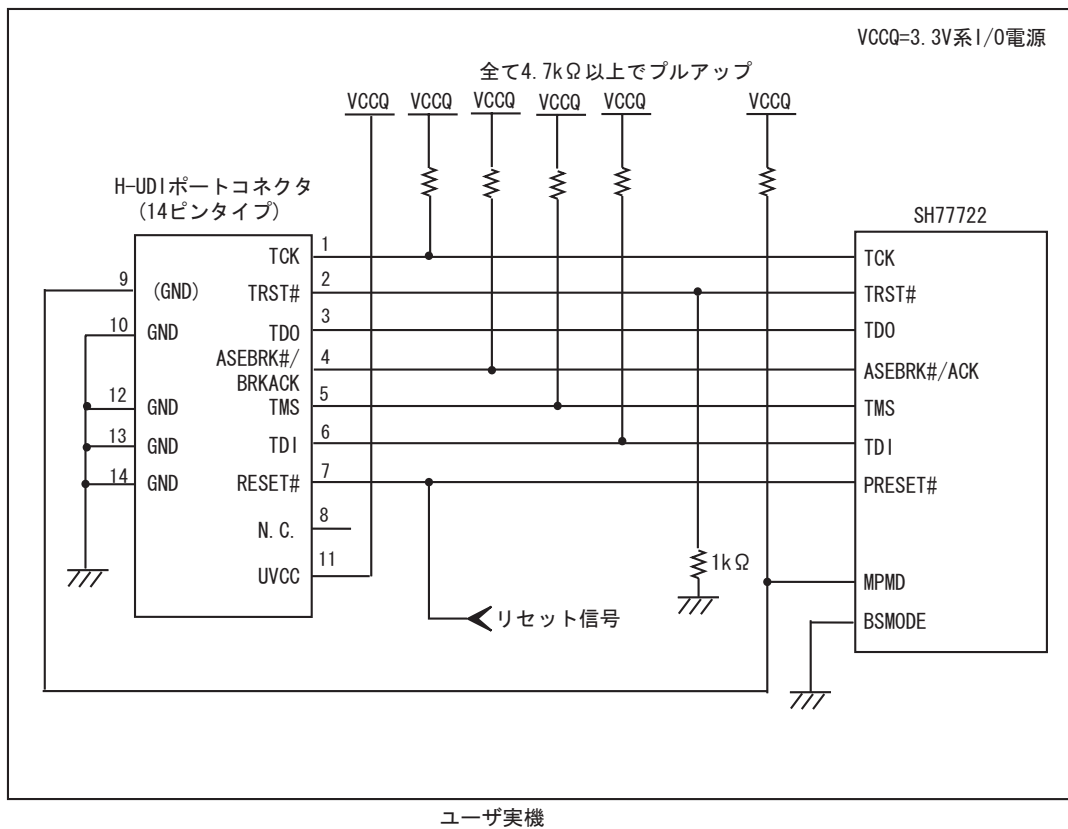 VCCQ=3.3V系I/O電源
全て4.7kΩ以上でプルアップ
VCCQ VCCQ VCCQ VCCQ VCCQ VCCQ
H-UDIポートコネクタ
(14ピンタイプ)
SH77722
TCK 1 TCK
9 (GND) TRST# 2 TRST#
10 GND TDO 3 TDO
ASEBRK#/
BRKACK 4 ASEBRK#/ACK
12 GND TMS 5 TMS
13 GND TDI 6 TDI
14 GND RESET# 7 PRESET#
N.C. 8
UVCC 11
1kΩ
MPMD
リセット信号
BSMODE
ユーザ実機